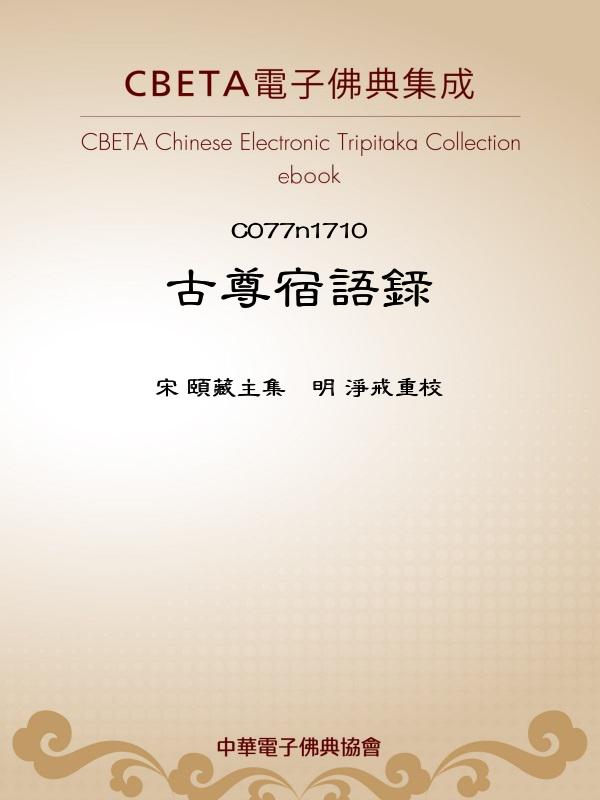 CBETA電子佛典集成
CBETA Chinese Electronic Tripitaka Collection
ebook
C077n1710
古尊宿語錄
宋 頤藏主集　明 淨戒重校
中華電子佛典協會